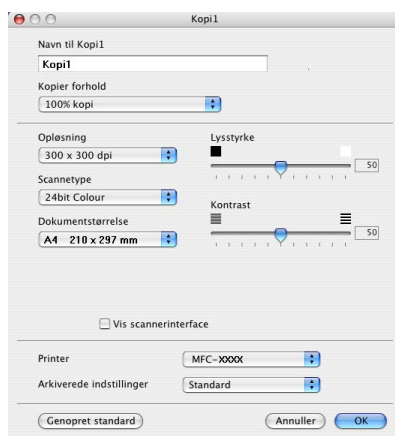 Kopi1
Navn til Kopi1
Kopi1
Kopier forhold
100% kopi
Opløsning
300 x 300 dpi
Scannetype
24bit Colour
Dokumentstørrelse
A4 210 x 297 mm
Lysstyrke
50
Kontrast
50
Vis scannerinterface
Printer
MFC-XXXX
Arkiverede indstillinger
Standard
Genopret standard
Annuller
OK